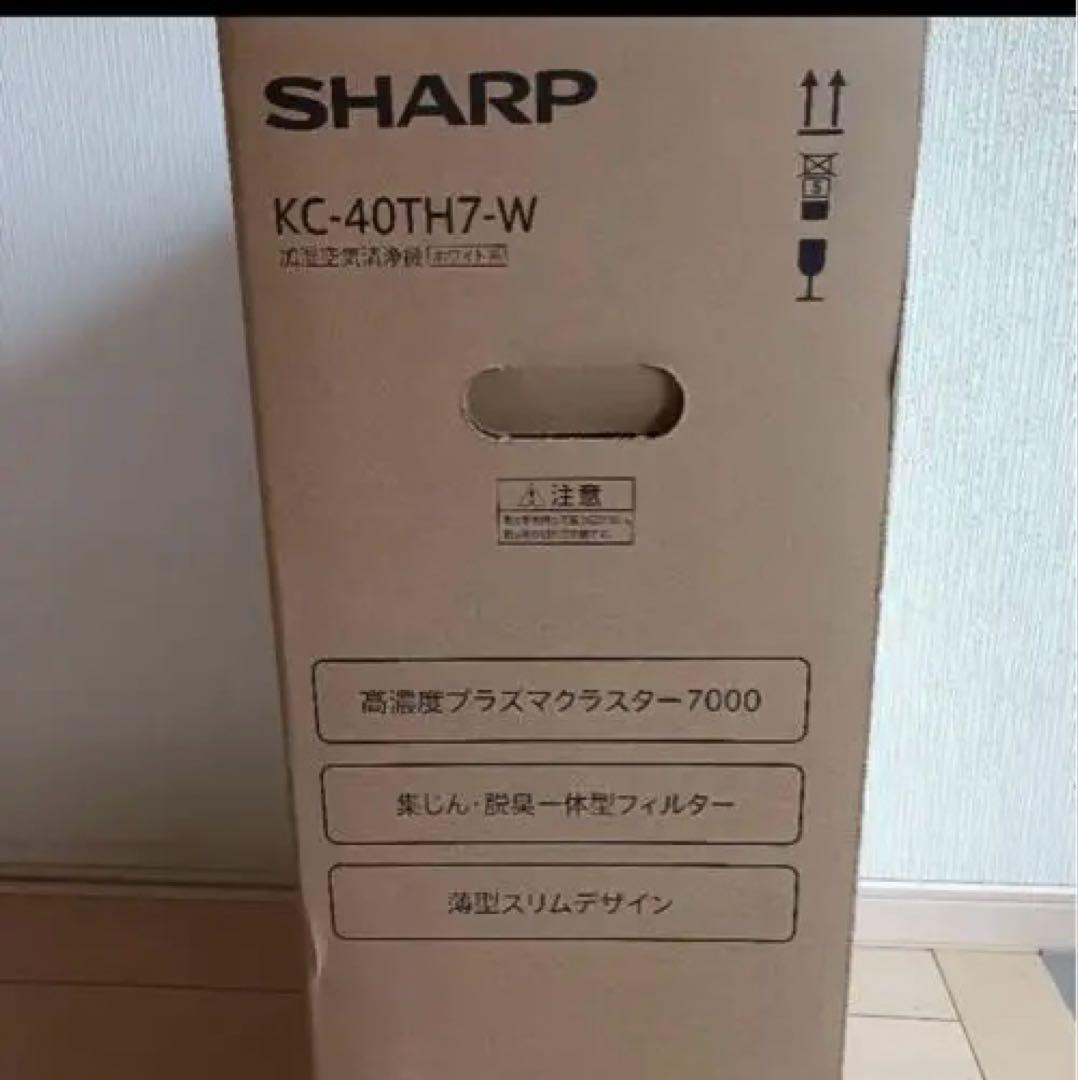 SHARP
KC-40TH7-W
加湿空気清浄機 ホワイト系
5
注意
高濃度プラズマクラスター7000
集じん・脱臭一体型フィルター
薄型スリムデザイン